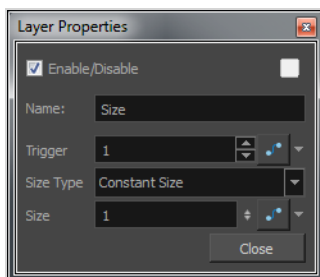 Layer Properties
Enable/Disable
Name: Size
Trigger 1
Size Type Constant Size
Size 1
Close